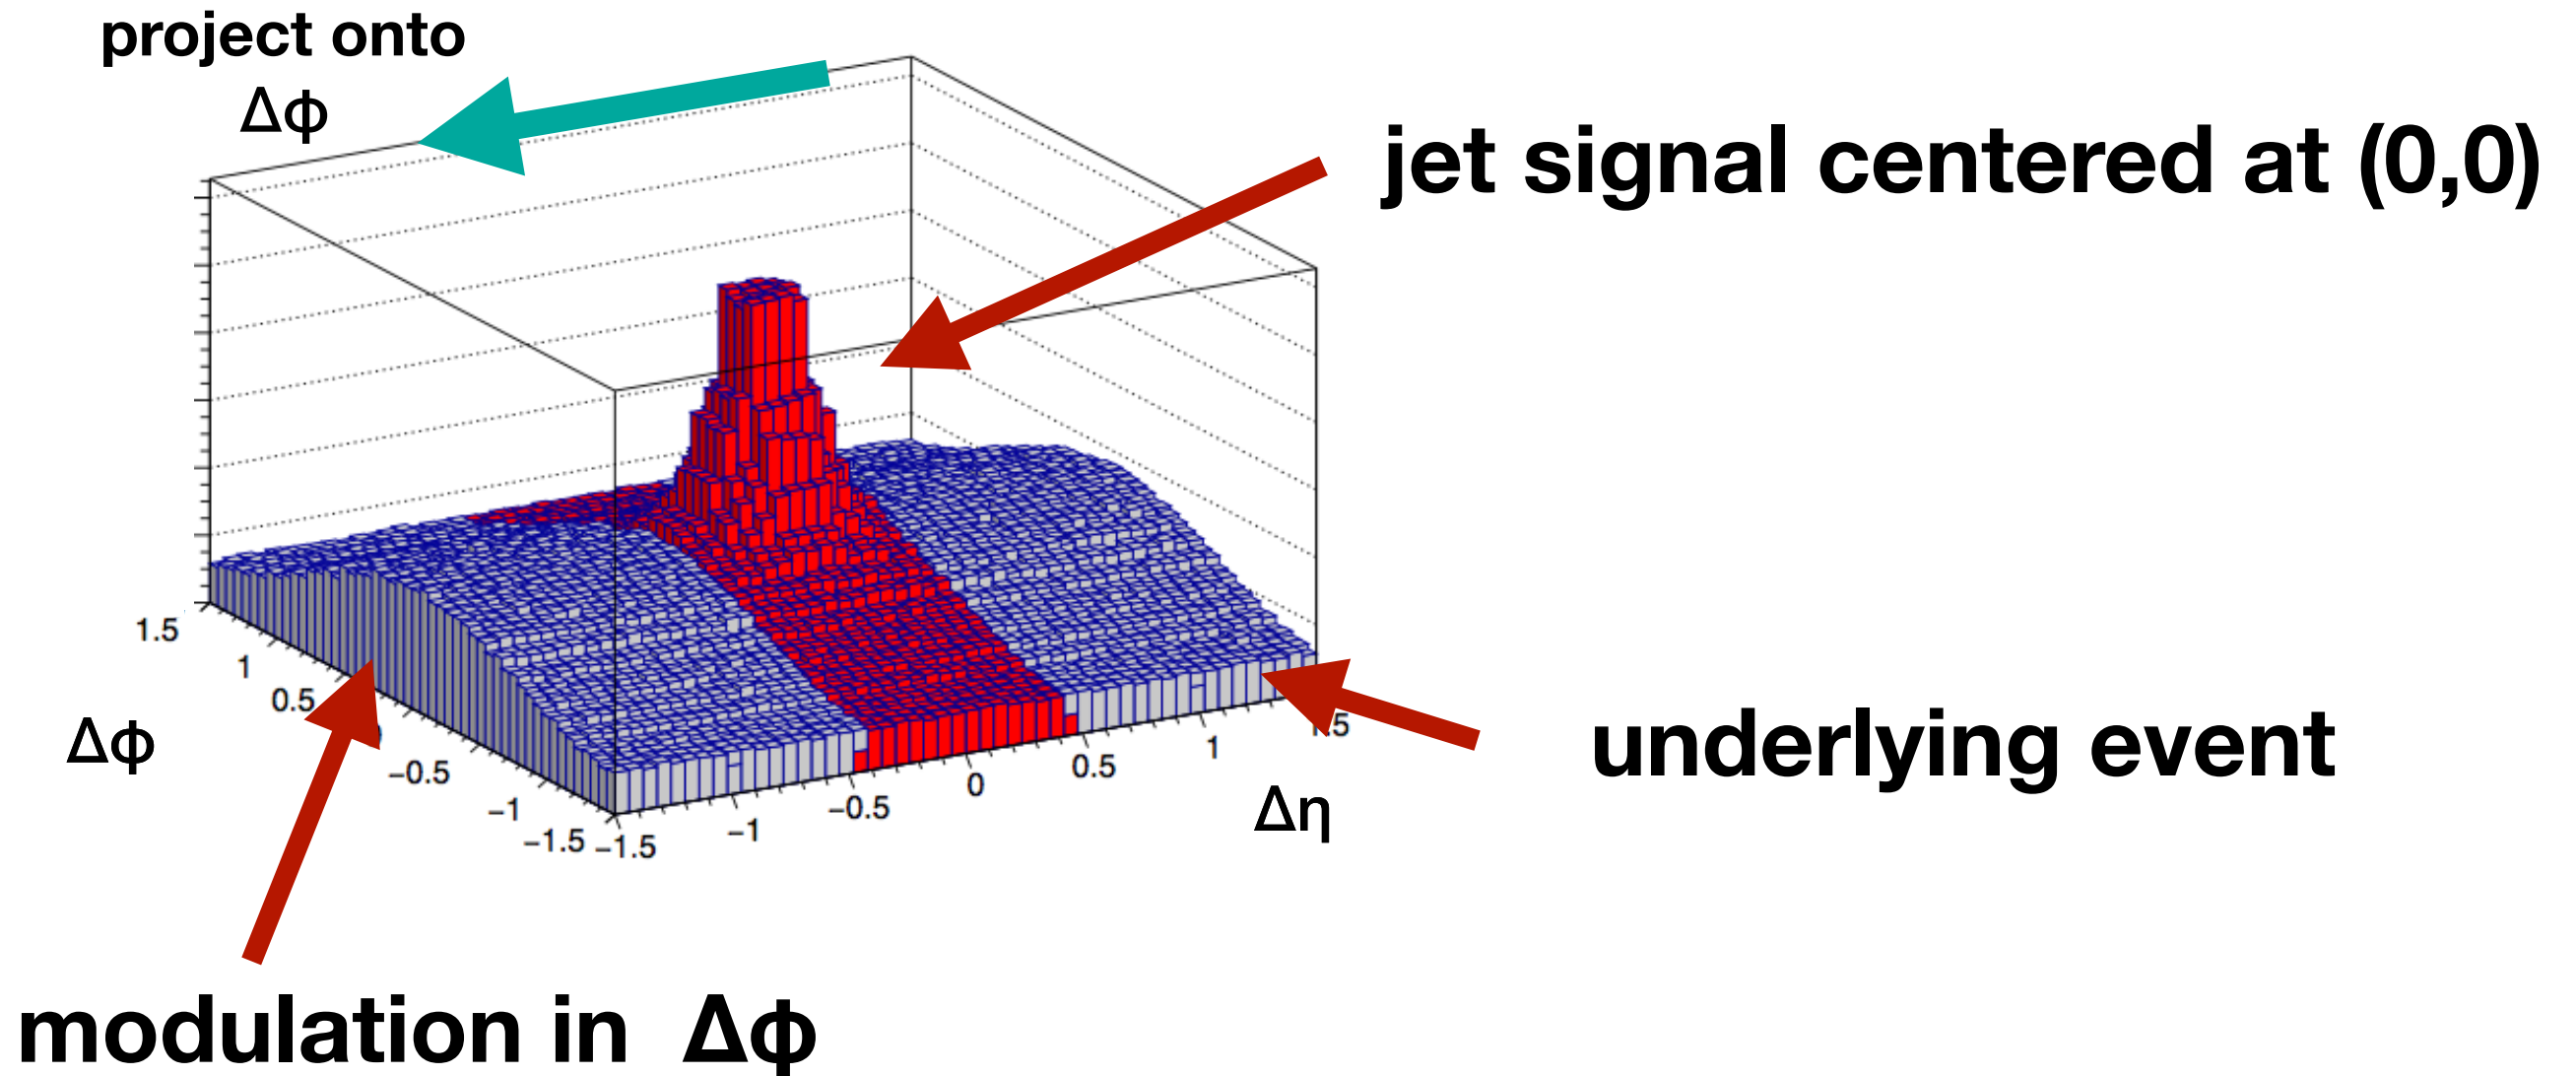 project onto
Δϕ
jet signal centered at (0,0)
1.5
1
0.5
Δϕ
−0.5
−1
−1.5
−1.5
−1
−0.5
0
0.5
1
Δη
underlying event
modulation in Δϕ